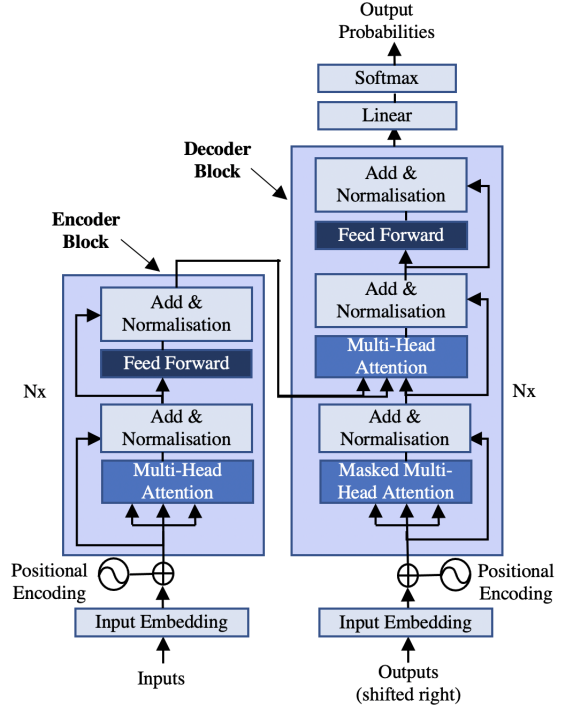 Output
Probabilities
Softmax
Linear
Decoder
Block
Add &
Normalisation
Feed Forward
Add &
Normalisation
Multi-Head
Attention
Add &
Normalisation
Masked Multi-
Head Attention
Nx
Positional
Encoding
Input Embedding
Outputs
(shifted right)
Encoder
Block
Add &
Normalisation
Feed Forward
Nx
Add &
Normalisation
Multi-Head
Attention
Positional
Encoding
Input Embedding
Inputs